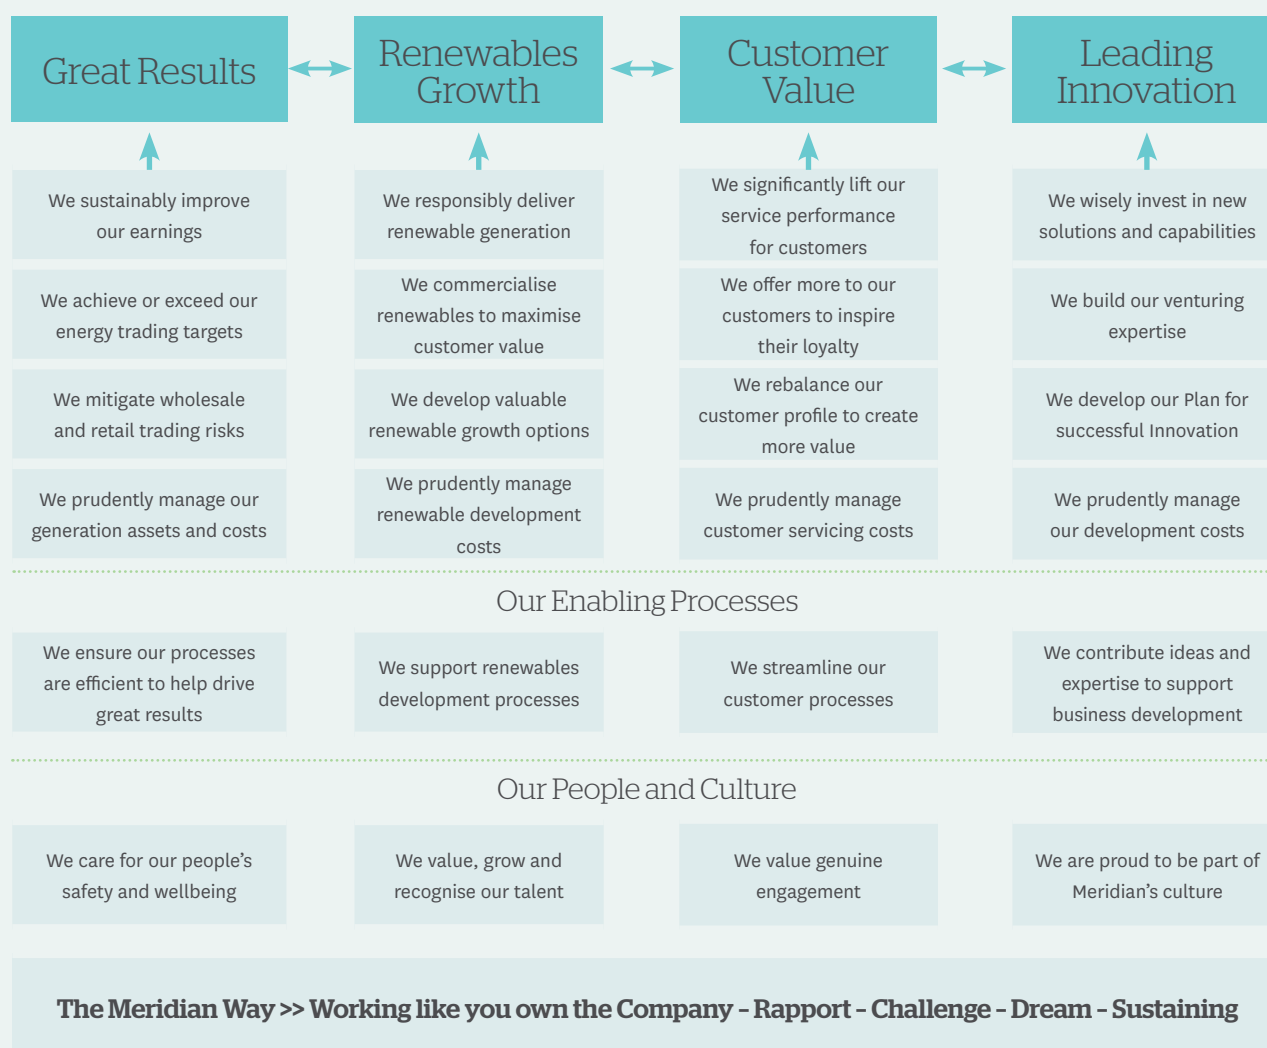 Great Results
Renewables
Growth
Customer
Value
Leading
Innovation
We sustainably improve
our earnings
We responsibly deliver
renewable generation
We significantly lift our
service performance
for customers
We wisely invest in new
solutions and capabilities
We achieve or exceed our
energy trading targets
We commercialise
renewables to maximise
customer value
We offer more to our
customers to inspire
their loyalty
We build our venturing
expertise
We mitigate wholesale
and retail trading risks
We develop valuable
renewable growth options
We rebalance our
customer profile to create
more value
We develop our Plan for
successful Innovation
We prudently manage our
generation assets and costs
We prudently manage
renewable development
costs
We prudently manage
customer servicing costs
We prudently manage
our development costs
Our Enabling Processes
We ensure our processes
are efficient to help drive
great results
We support renewables
development processes
We streamline our
customer processes
We contribute ideas and
expertise to support
business development
Our People and Culture
We care for our people’s
safety and wellbeing
We value, grow and
recognise our talent
We value genuine
engagement
We are proud to be part of
Meridian’s culture
The Meridian Way >> Working like you own the Company – Rapport – Challenge – Dream – Sustaining